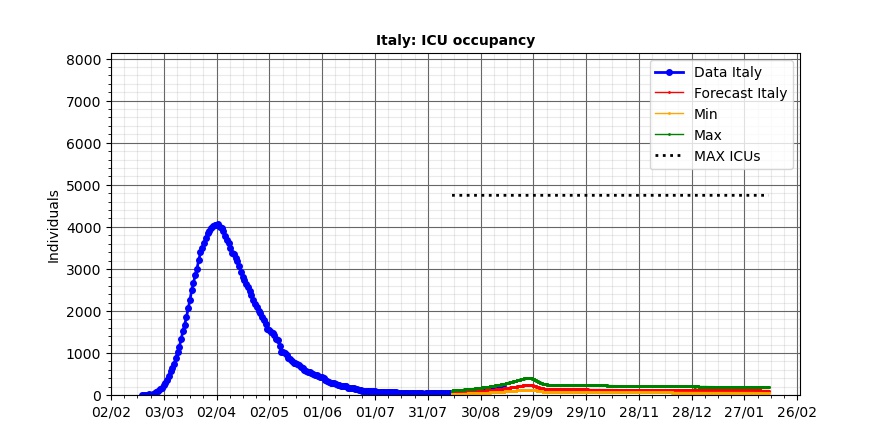 Italy: ICU occupancy
Individuals
8000
7000
6000
5000
4000
3000
2000
1000
0
02/02 03/03 02/04 02/05 01/06 01/07 31/07 30/08 29/09 29/10 28/11 28/12 27/01 26/02
Data Italy
Forecast Italy
Min
Max
MAX ICUs